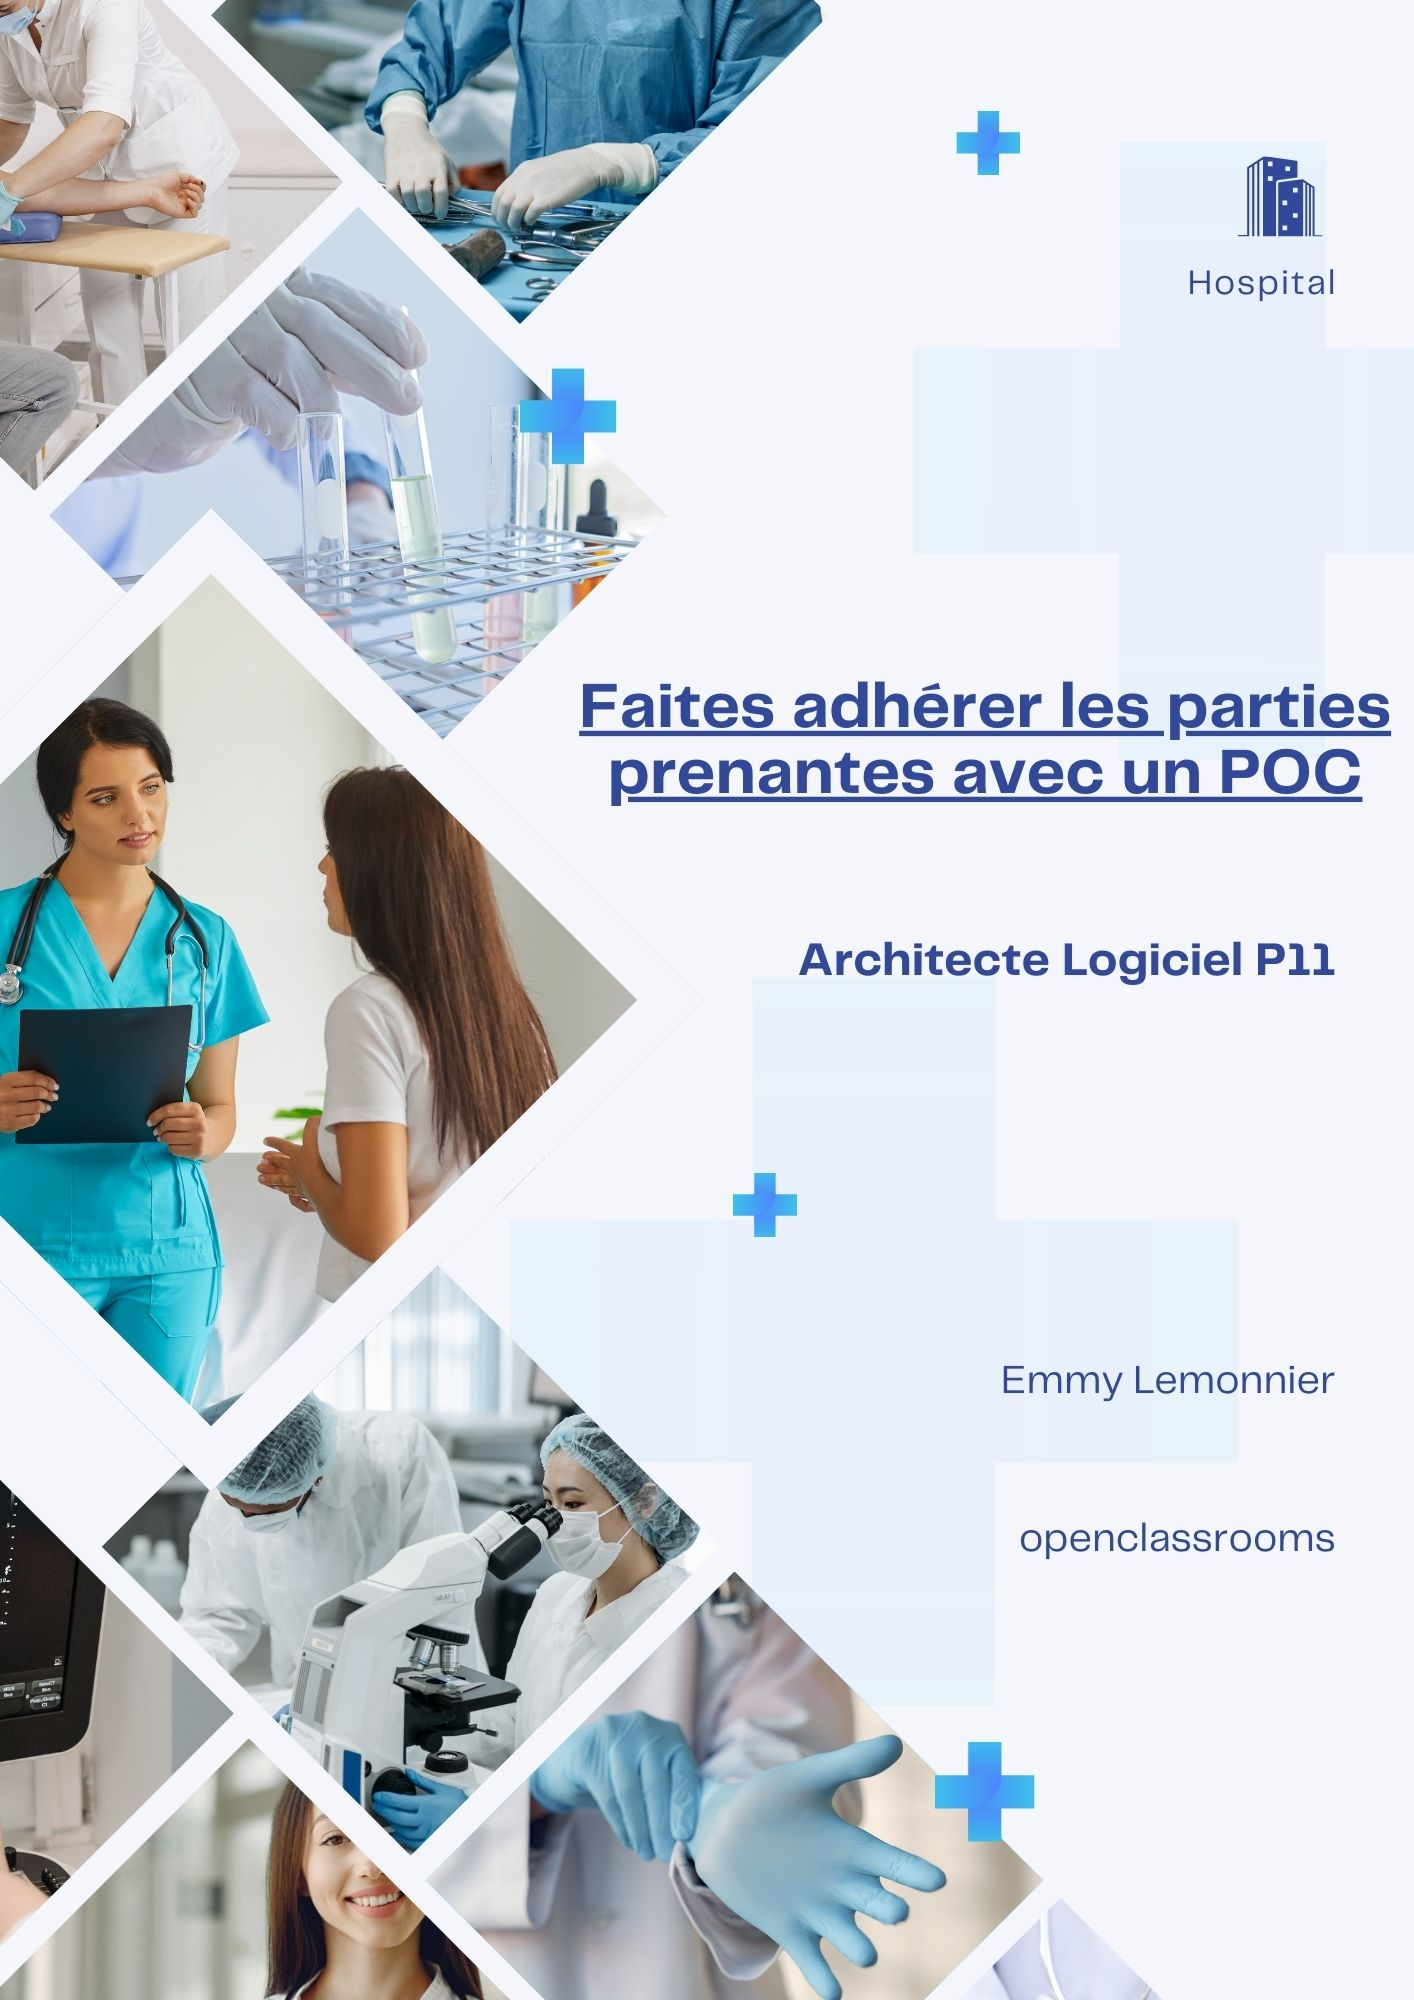 Hospital
Faites adhérer les parties
prenantes avec un POC
Architecte Logiciel P11
Emmy Lemonnier
openclassrooms